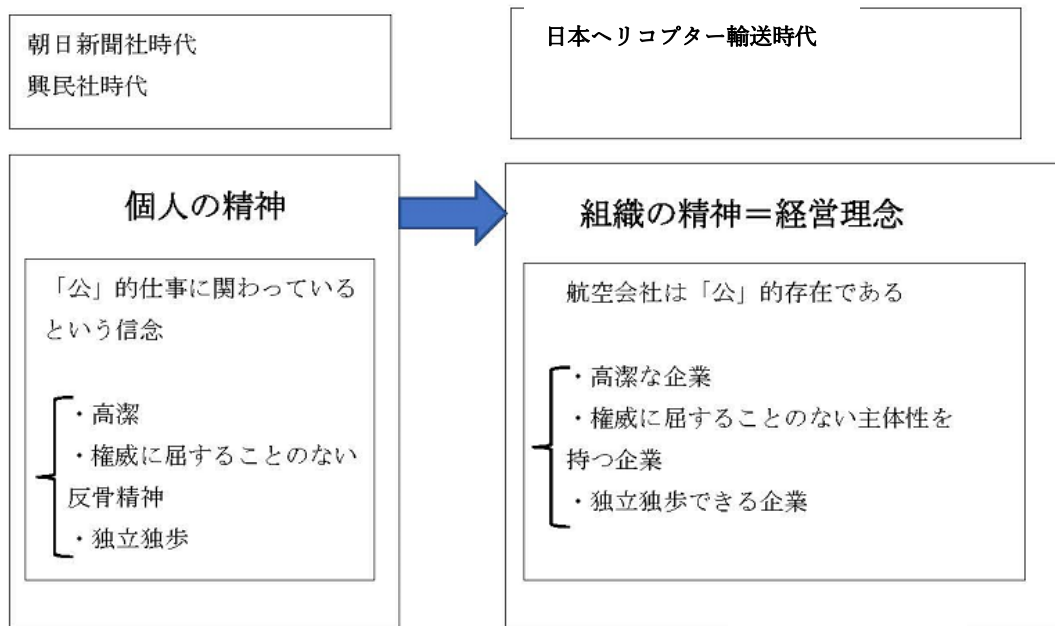 朝日新聞社時代
興民社時代
日本ヘリコプター輸送時代
個人の精神
「公」的仕事に関わっている
という信念
・高潔
・権威に屈することのない
反骨精神
・独立独歩
組織の精神＝経営理念
航空会社は「公」的存在である
・高潔な企業
・権威に屈することのない主体性を
持つ企業
・独立独歩できる企業